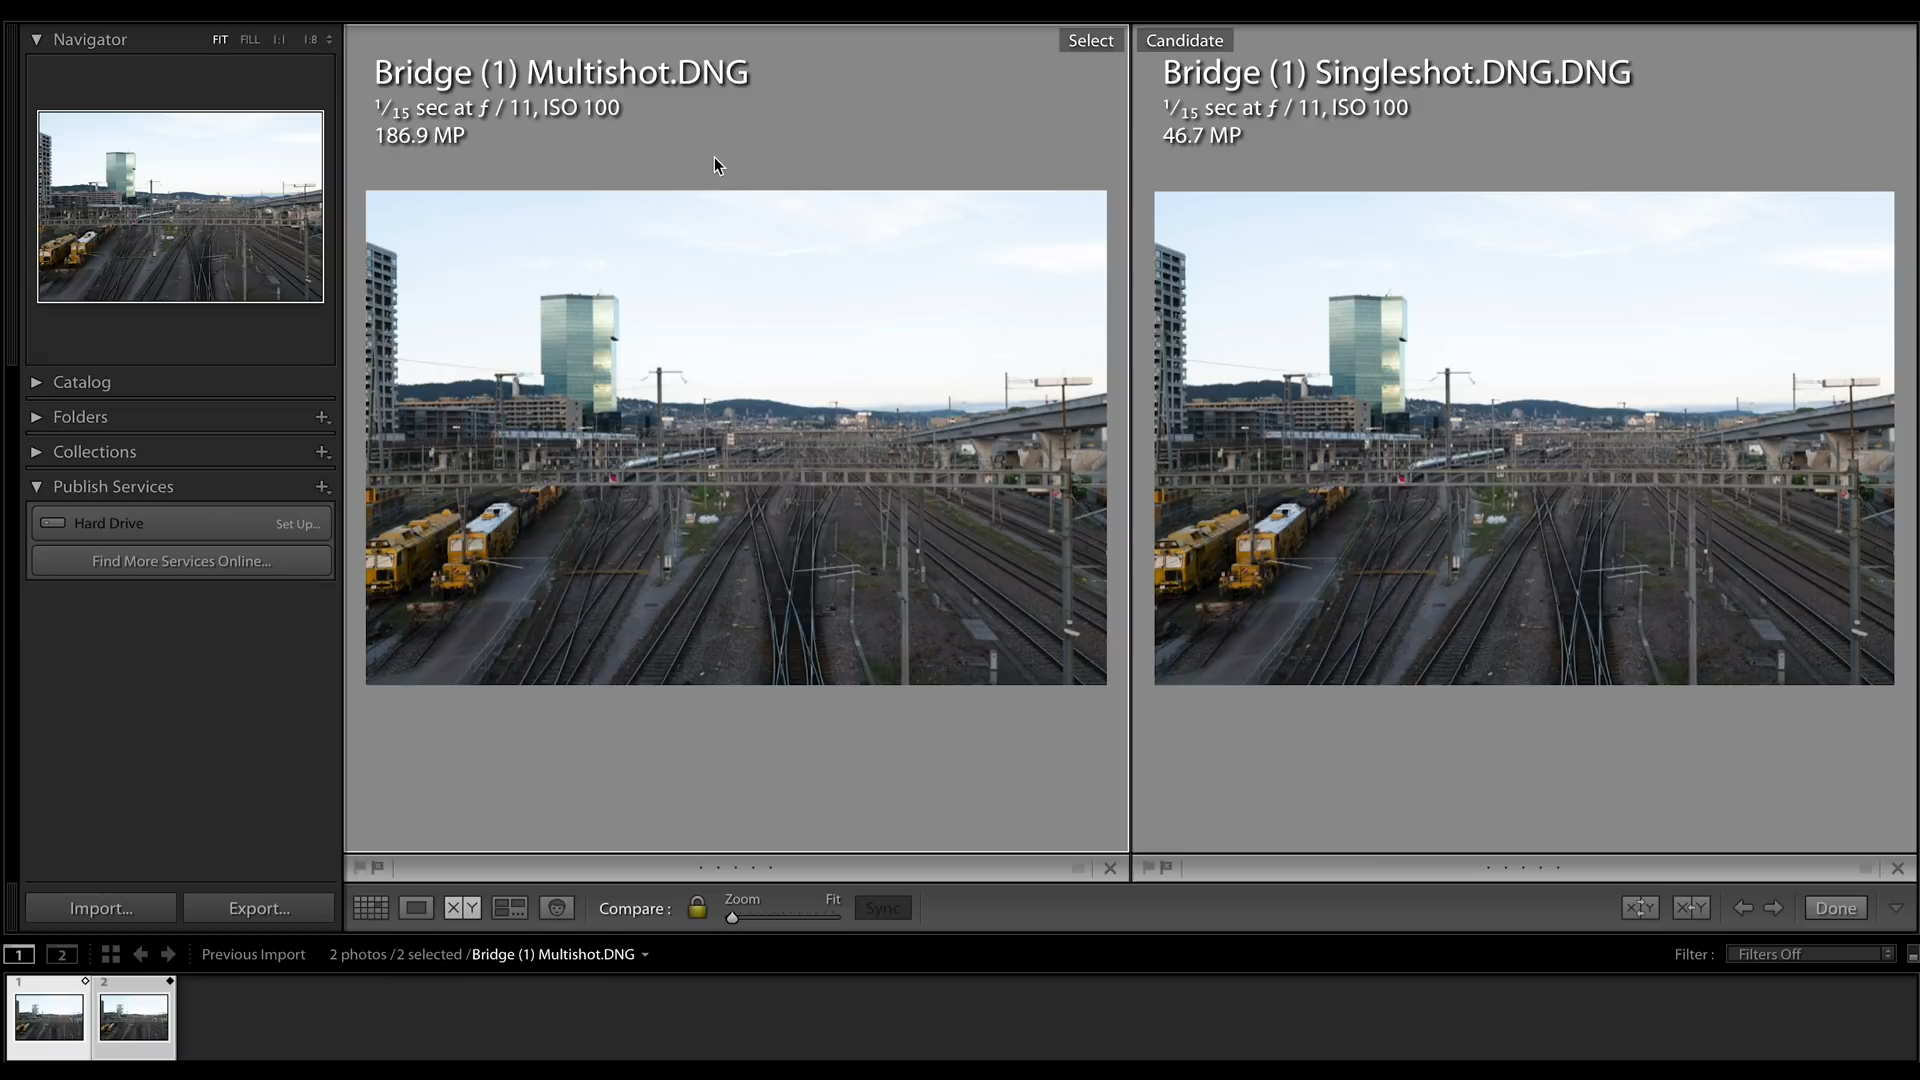 Navigator
FIT FILL 1:1 1:8
Catalog
Folders
Collections
Publish Services
Hard Drive Set Up...
Find More Services Online...
Import... Export...
Select
Bridge (1) Multishot.DNG
1/15 sec at ƒ / 11, ISO 100
186.9 MP
Candidate
Bridge (1) Singleshot.DNG.DNG
1/15 sec at ƒ / 11, ISO 100
46.7 MP
X Y Compare : Zoom Fit Sync
X Y X Y Done
1 2 Previous Import 2 photos /2 selected /Bridge (1) Multishot.DNG
Filter : Filters Off
1 2